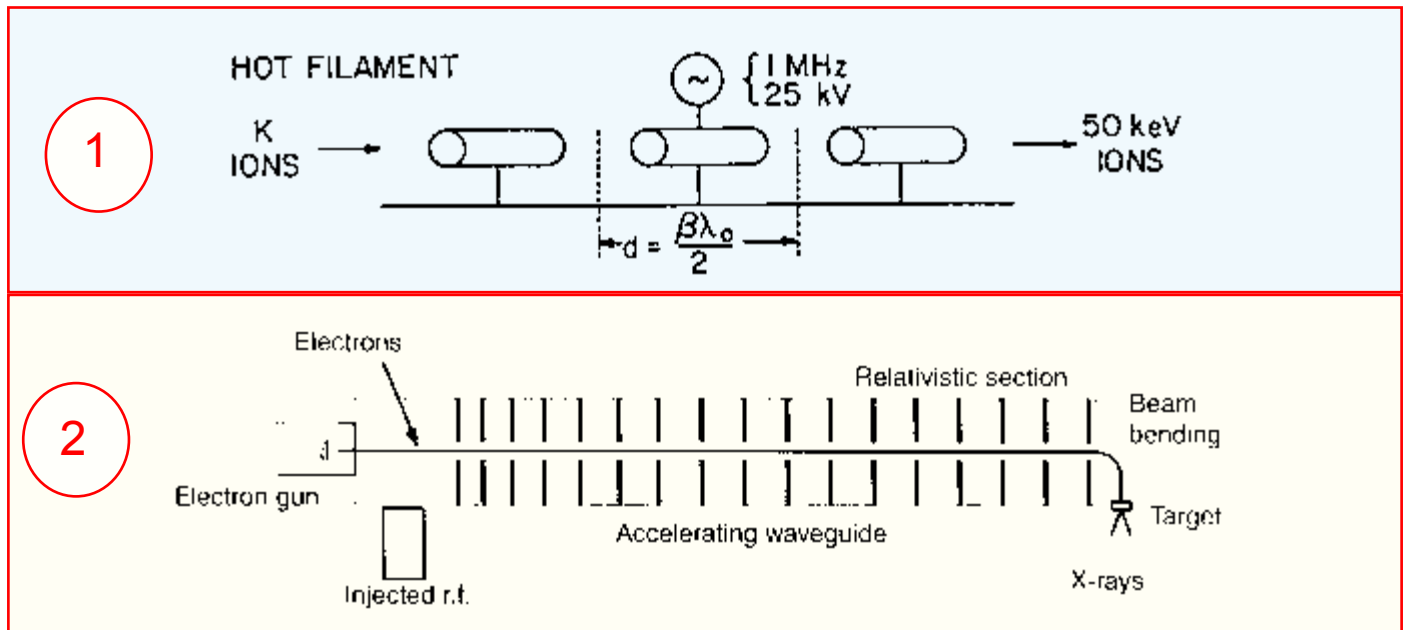 1
HOT FILAMENT
K
IONS
~
{1 MHz
25 kV
50 keV
IONS
d = βλ₀
2
2
Electrons
Relativistic section
Beam
bending
Electron gun
Accelerating waveguide
Target
Injected r.f.
X-rays